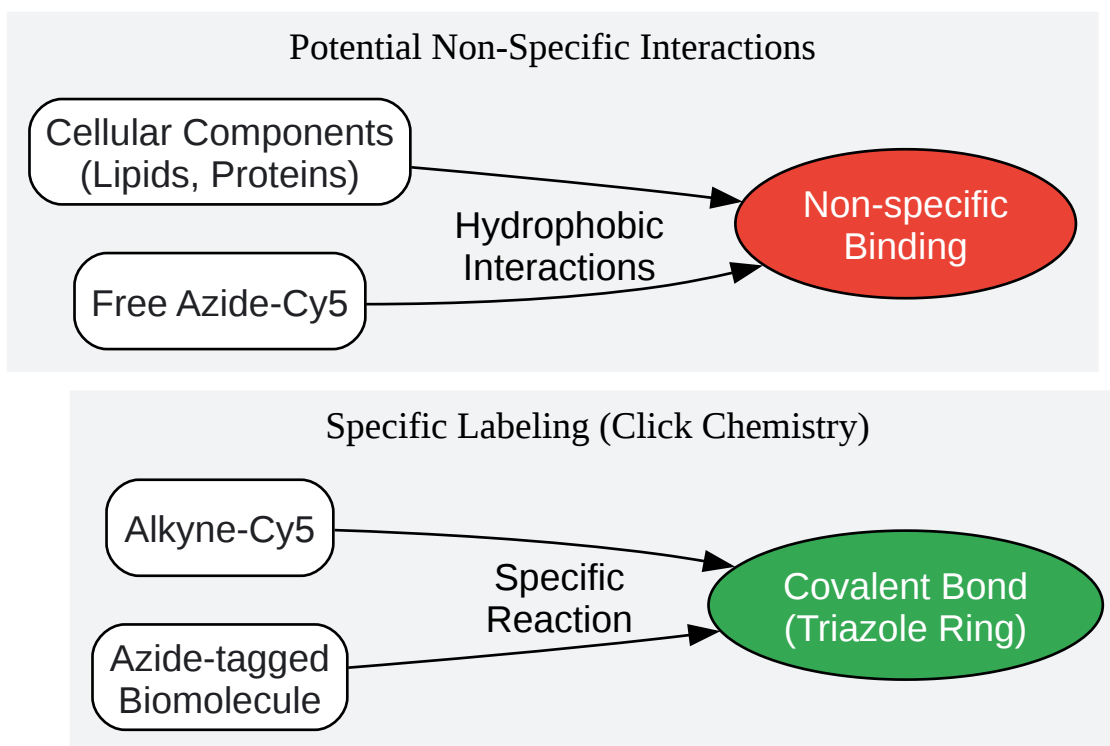 Potential Non-Specific Interactions
Cellular Components
(Lipids, Proteins)
Free Azide-Cy5
Hydrophobic
Interactions
Non-specific
Binding
Specific Labeling (Click Chemistry)
Alkyne-Cy5
Azide-tagged
Biomolecule
Specific
Reaction
Covalent Bond
(Triazole Ring)